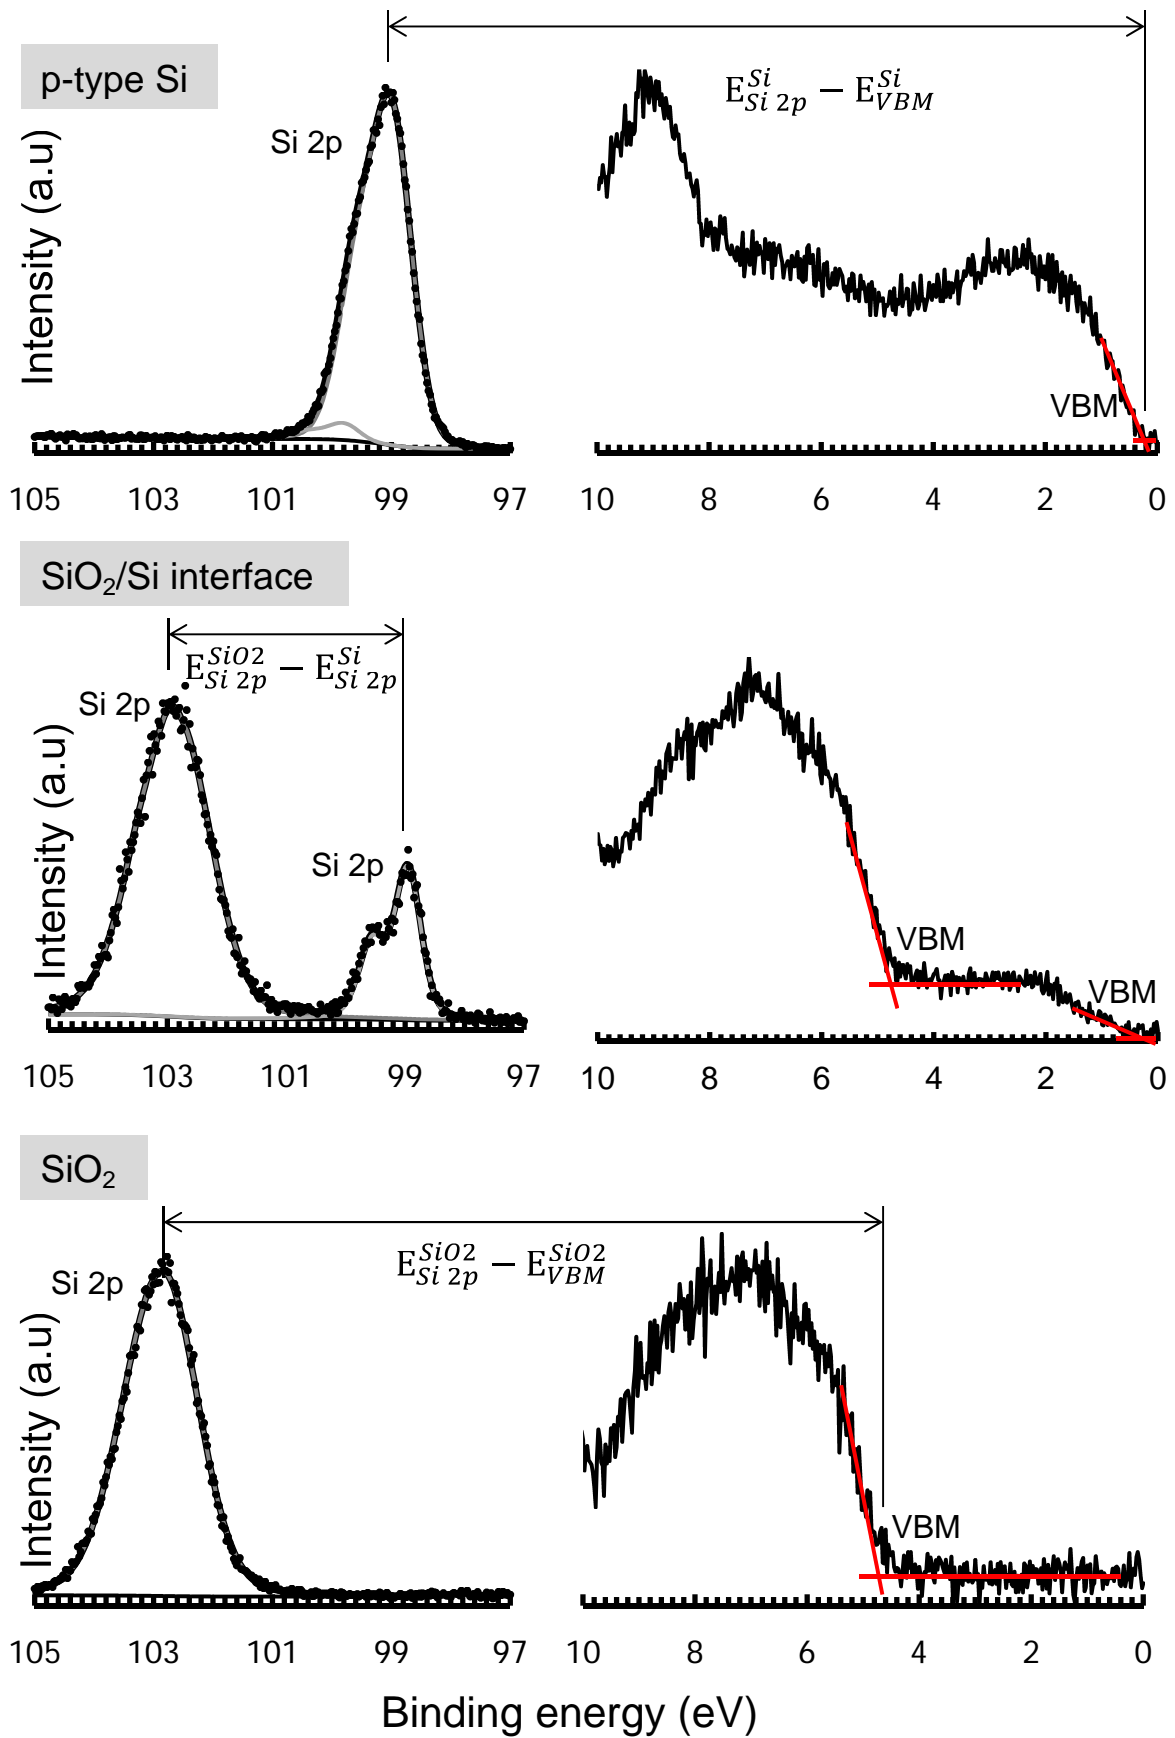 p-type Si
E^{Si}_{Si 2p} − E^{Si}_{VBM}
Si 2p
Intensity (a.u)
VBM
105 103 101 99 97
10 8 6 4 2 0
SiO₂/Si interface
E^{SiO2}_{Si 2p} − E^{Si}_{Si 2p}
Si 2p
Si 2p
Intensity (a.u)
VBM
VBM
105 103 101 99 97
10 8 6 4 2 0
SiO₂
E^{SiO2}_{Si 2p} − E^{SiO2}_{VBM}
Si 2p
Intensity (a.u)
VBM
105 103 101 99 97
10 8 6 4 2 0
Binding energy (eV)